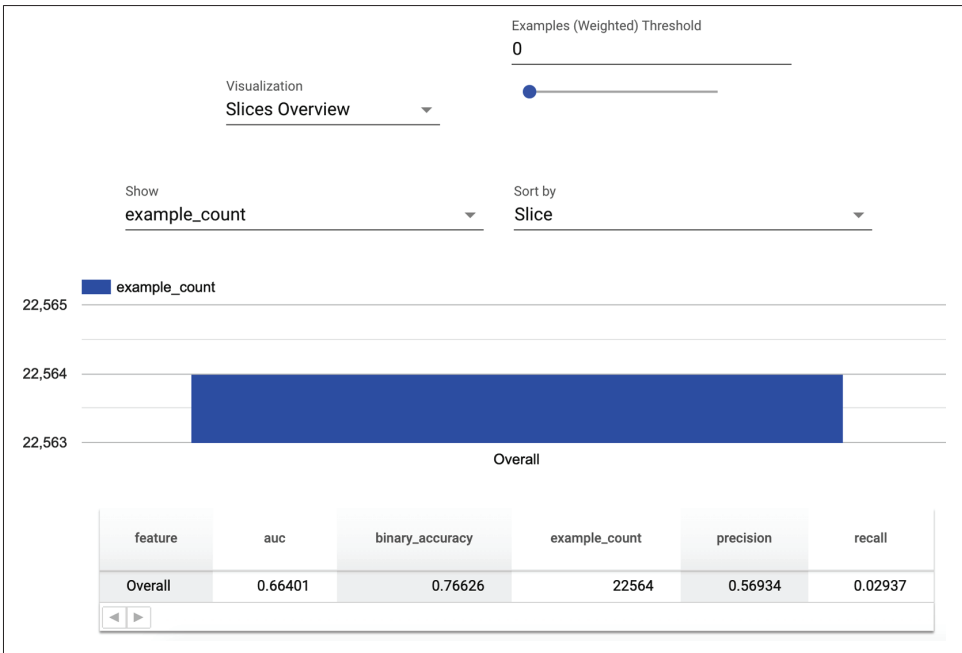 Examples (Weighted) Threshold
0
Visualization
Slices Overview
Show
example_count
Sort by
Slice
example_count
22,565
22,564
22,563
Overall
feature auc binary_accuracy example_count precision recall
Overall 0.66401 0.76626 22564 0.56934 0.02937